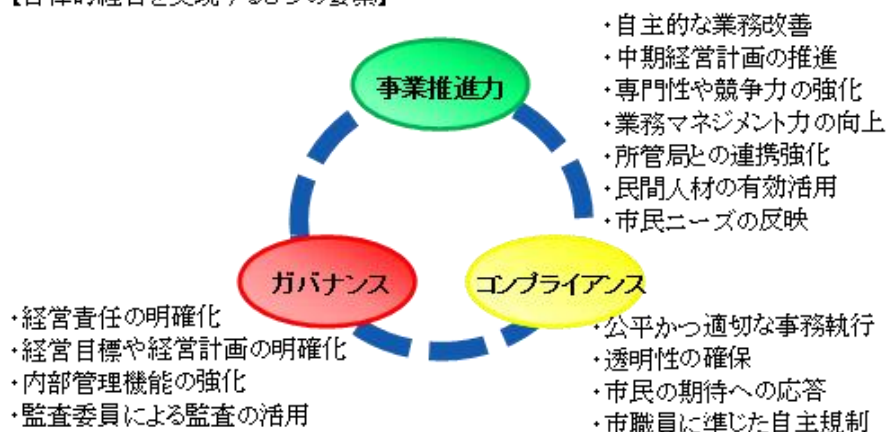 ・自主的な業務改善
・中期経営計画の推進
・専門性や競争力の強化
・業務マネジメント力の向上
・所管局との連携強化
・民間人材の有効活用
・市民ニーズの反映
事業推進力
ガバナンス
コンプライアンス
・経営責任の明確化
・経営目標や経営計画の明確化
・内部管理機能の強化
・監査委員による監査の活用
・公平かつ適切な事務執行
・透明性の確保
・市民の期待への応答
・市職員に準じた自主規制